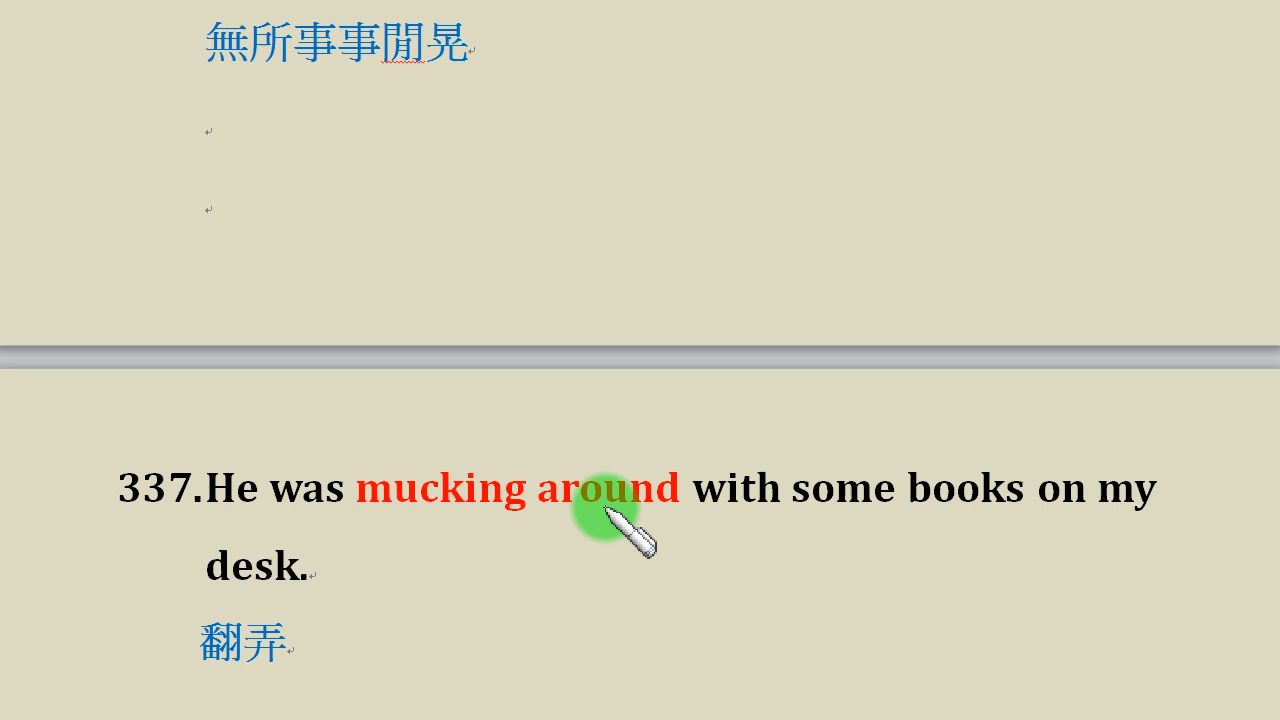 無所事事閒晃
337.He was mucking around with some books on my
desk.
翻弄